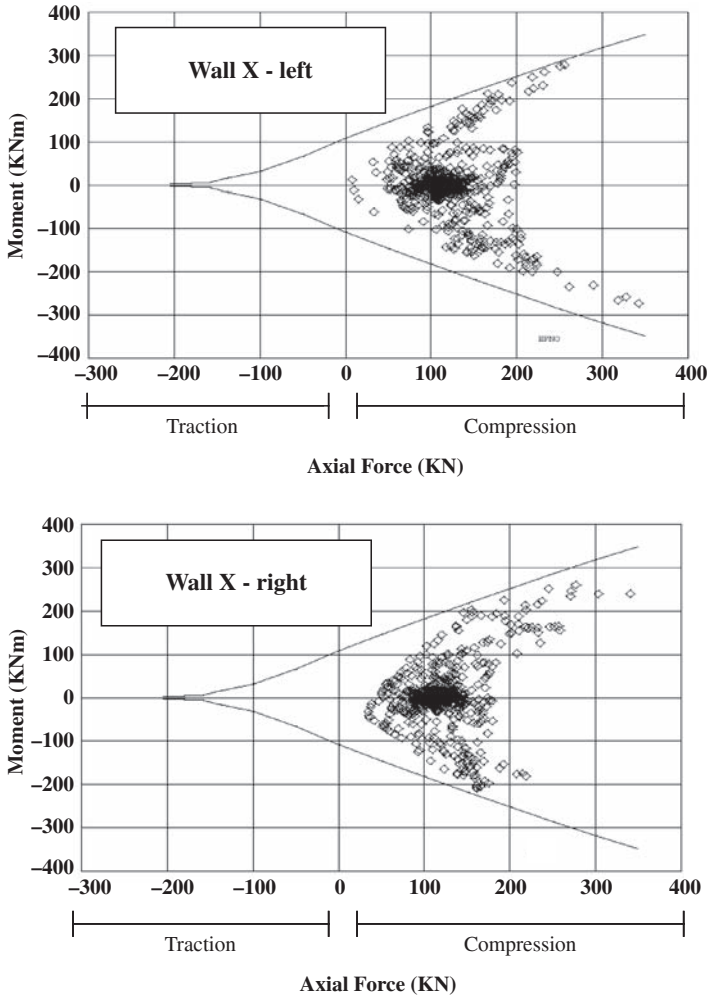 400
300
200
100
0
−100
−200
−300
−400
Moment (KNm)
Wall X - left
−300 −200 −100 0 100 200 300 400
Traction Compression
Axial Force (KN)
400
300
200
100
0
−100
−200
−300
−400
Moment (KNm)
Wall X - right
−300 −200 −100 0 100 200 300 400
Traction Compression
Axial Force (KN)